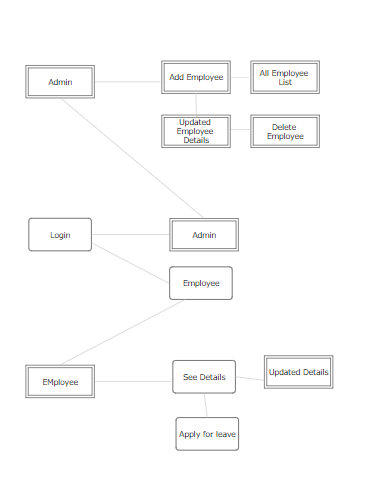 Admin
Add Employee
All Employee
List
Updated
Employee
Details
Delete
Employee
Login
Admin
Employee
EMployee
See Details
Updated Details
Apply for leave